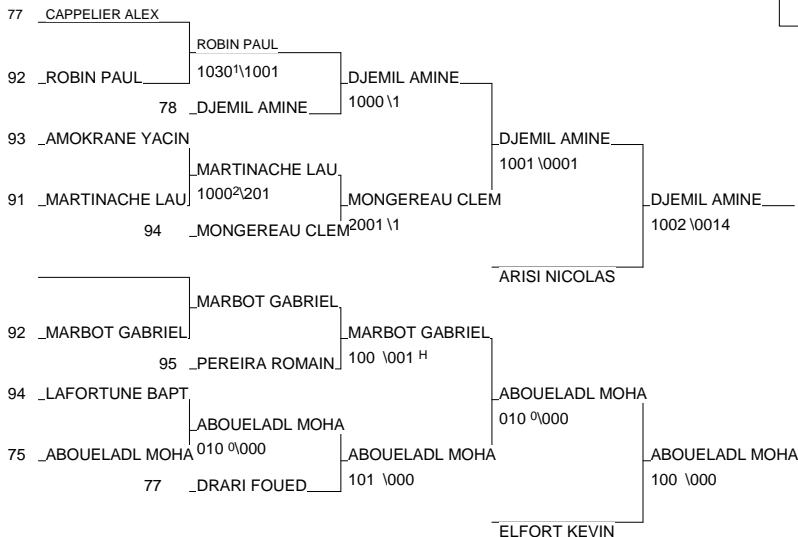 77 CAPPELIER ALEX
ROBIN PAUL
1030¹\1001
92 ROBIN PAUL
DJEMIL AMINE
1000 \1
78 DJEMIL AMINE
93 AMOKRANE YACIN
DJEMIL AMINE
1001 \0001
MARTINACHE LAU
1000²\201
91 MARTINACHE LAU
MONGEREAU CLEM
2001 \1
DJEMIL AMINE
1002 \0014
94 MONGEREAU CLEM
ARISI NICOLAS
MARBOT GABRIEL
92 MARBOT GABRIEL
MARBOT GABRIEL
100 \001 H
95 PEREIRA ROMAIN
94 LAFORTUNE BAPT
ABOUELADL MOHA
010 ⁰\000
ABOUELADL MOHA
010 ⁰\000
75 ABOUELADL MOHA
ABOUELADL MOHA
101 \000
ABOUELADL MOHA
100 \000
77 DRARI FOUED
ELFORT KEVIN